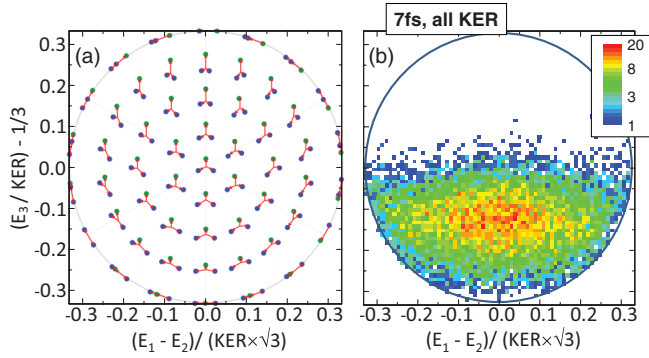 7fs, all KER
(a)
(b)
20
8
3
1
(E3 / KER) - 1/3
0.3
0.2
0.1
0.0
-0.1
-0.2
-0.3
-0.3 -0.2 -0.1 0.0 0.1 0.2 0.3
-0.3 -0.2 -0.1 0.0 0.1 0.2 0.3
(E1 - E2)/ (KER×√3)
(E1 - E2)/ (KER×√3)